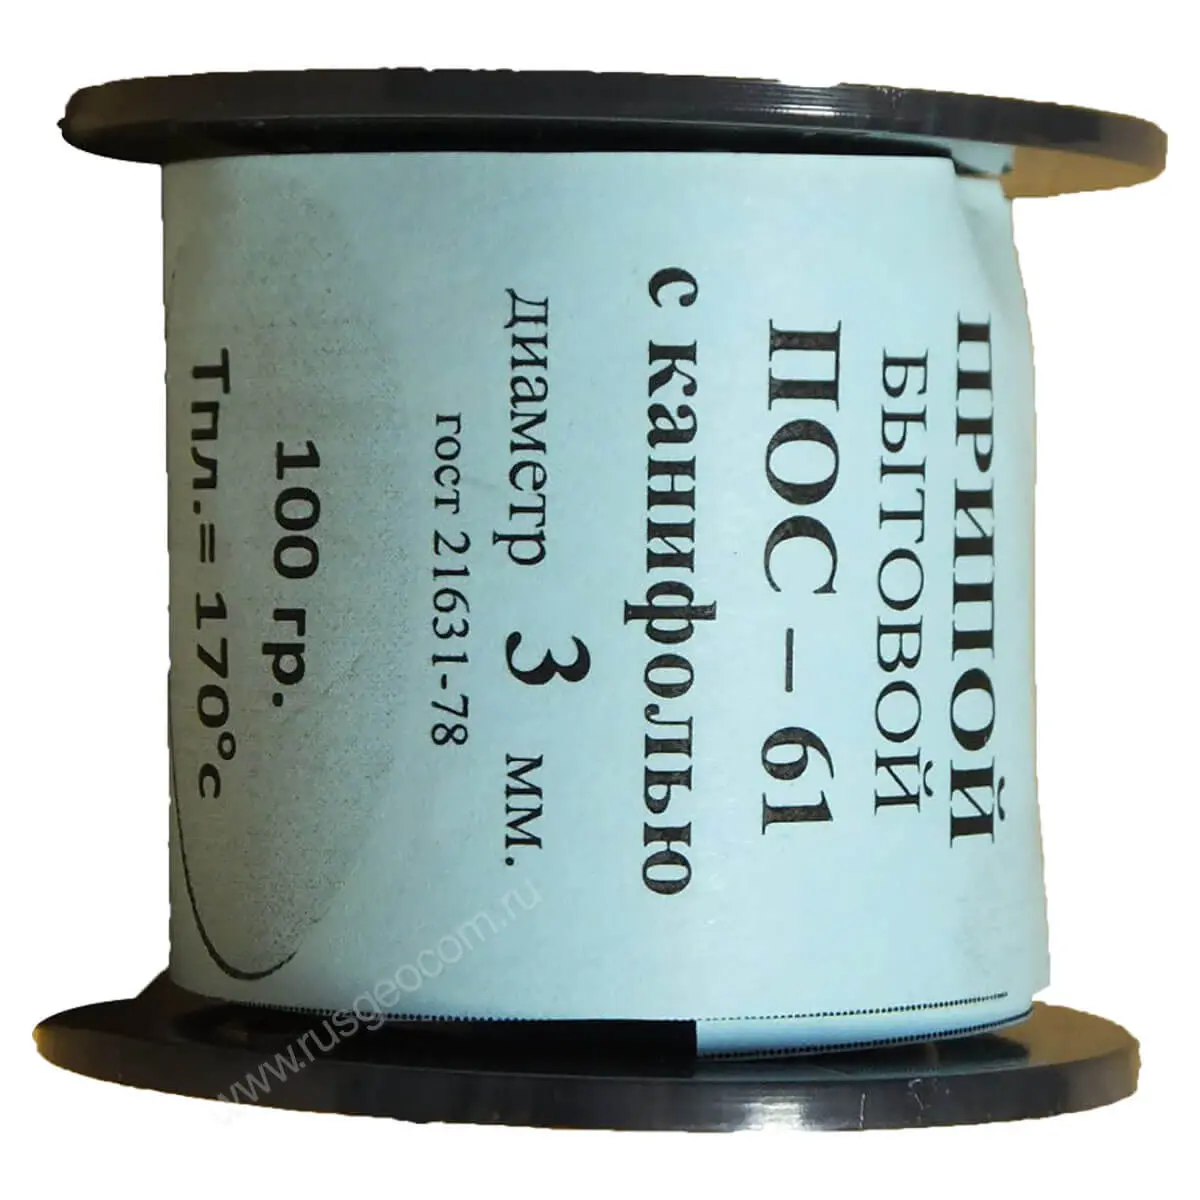 ПРИПОЙ
БЫТОВОЙ
ПОС – 61
с канифолью
диаметр 3 мм.
гост 21631-78
100 гр.
Тпл.= 170°с
www.rusgeocom.ru